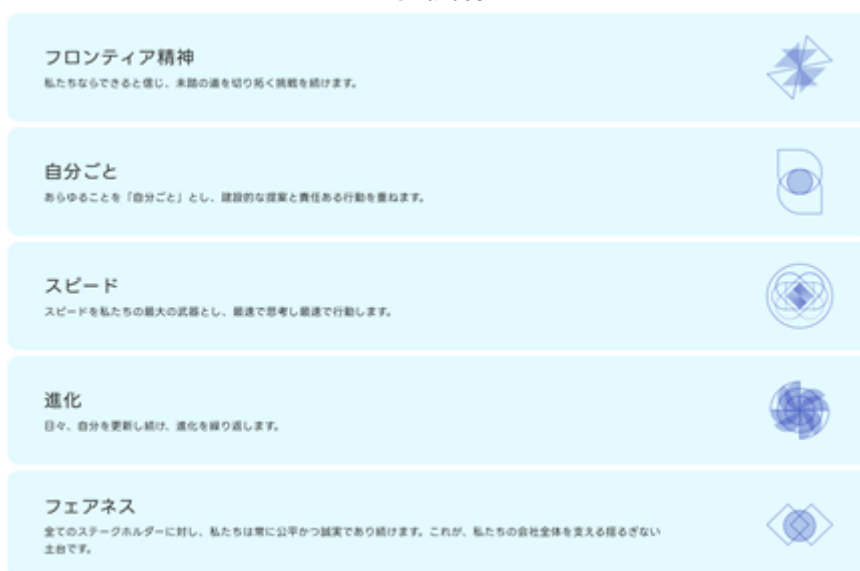 フロンティア精神
私たちならできると信じ、未踏の道を切り拓く挑戦を続けます。
自分ごと
あらゆることを「自分ごと」とし、建設的な提案と責任ある行動を重ねます。
スピード
スピードを私たちの最大の武器とし、最速で思考し最速で行動します。
進化
日々、自分を更新し続け、進化を繰り返します。
フェアネス
全てのステークホルダーに対し、私たちは常に公平かつ誠実であり続けます。これが、私たちの会社全体を支える揺るぎない
土台です。